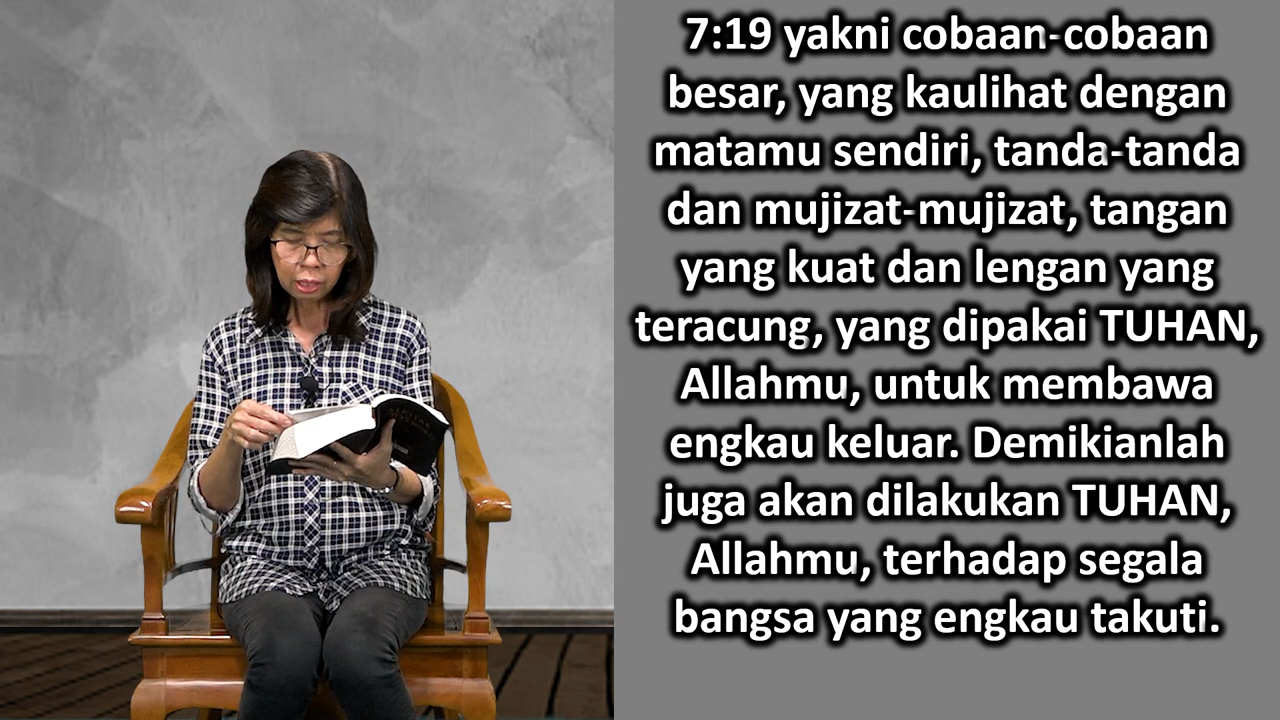 7:19 yakni cobaan-cobaan
besar, yang kaulihat dengan
matamu sendiri, tanda-tanda
dan mujizat-mujizat, tangan
yang kuat dan lengan yang
teracung, yang dipakai TUHAN,
Allahmu, untuk membawa
engkau keluar. Demikianlah
juga akan dilakukan TUHAN,
Allahmu, terhadap segala
bangsa yang engkau takuti.